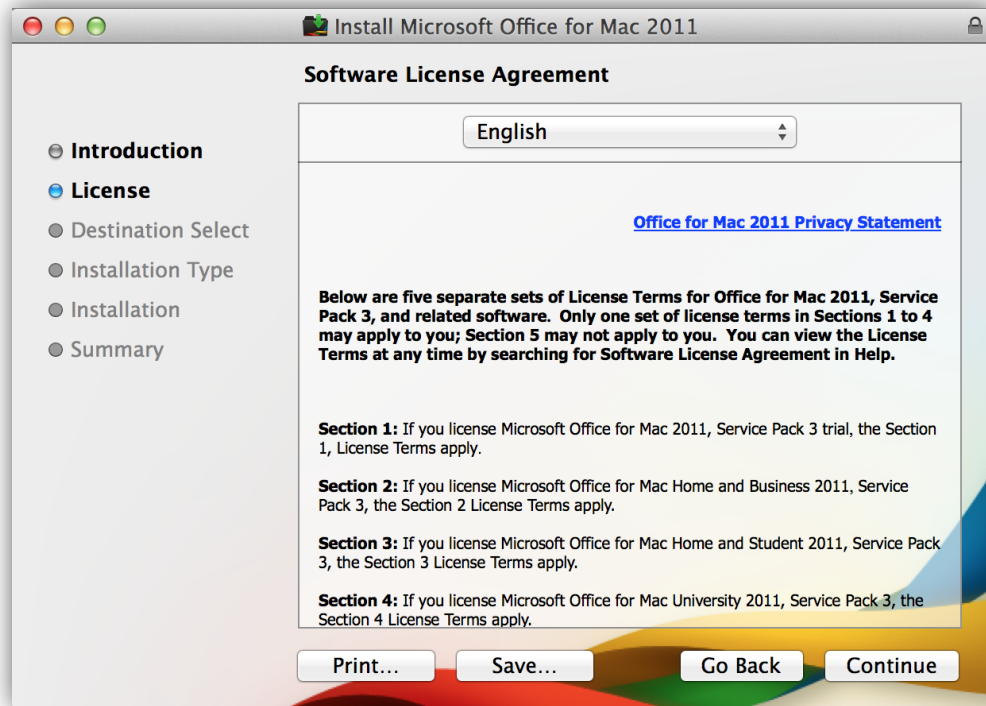 Install Microsoft Office for Mac 2011
Software License Agreement
Introduction
License
Destination Select
Installation Type
Installation
Summary
English
Office for Mac 2011 Privacy Statement
Below are five separate sets of License Terms for Office for Mac 2011, Service
Pack 3, and related software.  Only one set of license terms in Sections 1 to 4
may apply to you; Section 5 may not apply to you.  You can view the License
Terms at any time by searching for Software License Agreement in Help.
Section 1: If you license Microsoft Office for Mac 2011, Service Pack 3 trial, the Section
1, License Terms apply.
Section 2: If you license Microsoft Office for Mac Home and Business 2011, Service
Pack 3, the Section 2 License Terms apply.
Section 3: If you license Microsoft Office for Mac Home and Student 2011, Service Pack
3, the Section 3 License Terms apply.
Section 4: If you license Microsoft Office for Mac University 2011, Service Pack 3, the
Section 4 License Terms apply.
Print...
Save...
Go Back
Continue